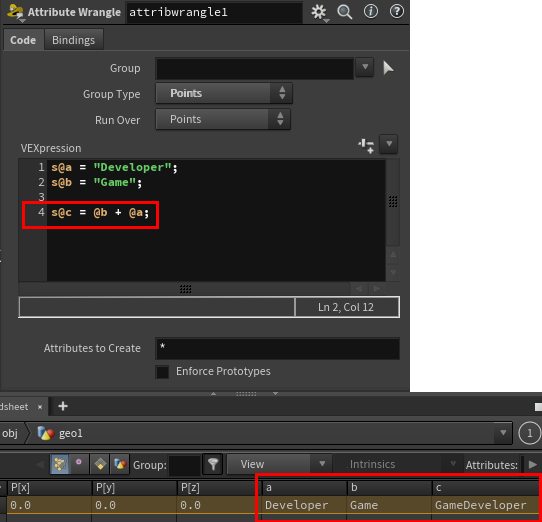 Attribute Wrangle attribwrangle1
Code Bindings
Group
Group Type Points
Run Over Points
VEXpression
1 s@a = "Developer";
2 s@b = "Game";
3
4 s@c = @b + @a;
Ln 2, Col 12
Attributes to Create *
Enforce Prototypes
dsheet × +
obj geo1 1
Group: View Intrinsics Attributes:
P[x] P[y] P[z] a b c
0.0 0.0 0.0 Developer Game GameDeveloper